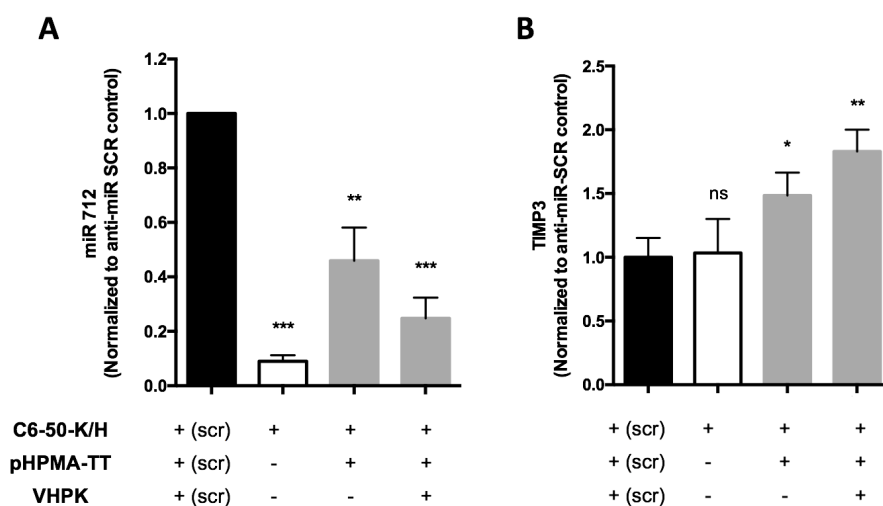 A
miR 712
(Normalized to anti-miR SCR control)
1.2
1.0
0.8
0.6
0.4
0.2
0.0
***
**
***
B
TIMP3
(Normalized to anti-miR-SCR control)
2.5
2.0
1.5
1.0
0.5
0.0
ns
*
**
C6-50-K/H + (scr) + + + + (scr) + + +
pHPMA-TT + (scr) - + + + (scr) - + +
VHPK + (scr) - - + + (scr) - - +